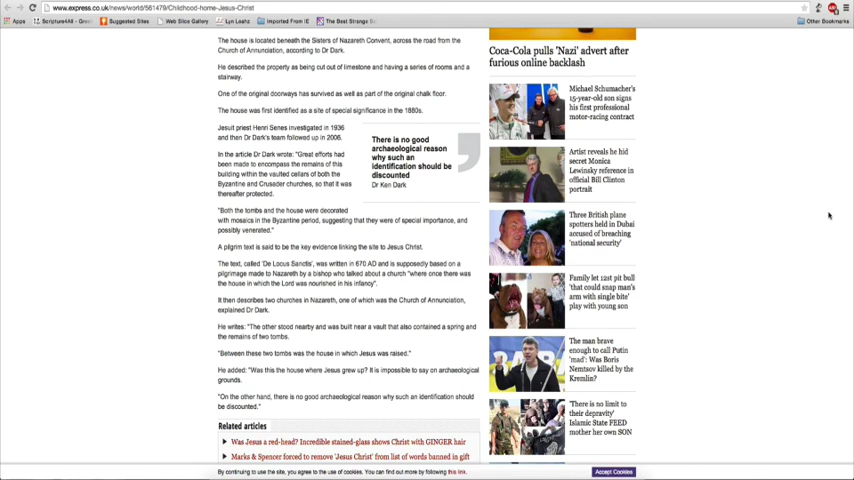 www.express.co.uk/news/world/561479/Childhood-home-Jesus-Christ
Apps
Scripture4All - Greek/
Suggested Sites
Web Slice Gallery
Lyn Leahz
Imported From IE
The Best Strange Sc
Other Bookmarks
The house is located beneath the Sisters of Nazareth Convent, across the road from the
Church of Annunciation, according to Dr Dark.
He described the property as being cut out of limestone and having a series of rooms and a
stairway.
One of the original doorways has survived as well as part of the original chalk floor.
The house was first identified as a site of special significance in the 1880s.
Jesuit priest Henri Senes investigated in 1936
and then Dr Dark's team followed up in 2006.
In the article Dr Dark wrote: "Great efforts had
been made to encompass the remains of this
building within the vaulted cellars of both the
Byzantine and Crusader churches, so that it was
thereafter protected.
"Both the tombs and the house were decorated
with mosaics in the Byzantine period, suggesting that they were of special importance, and
possibly venerated."
There is no good
archaeological reason
why such an
identification should be
discounted
Dr Ken Dark
A pilgrim text is said to be the key evidence linking the site to Jesus Christ.
The text, called 'De Locus Sanctis', was written in 670 AD and is supposedly based on a
pilgrimage made to Nazareth by a bishop who talked about a church "where once there was
the house in which the Lord was nourished in his infancy".
It then describes two churches in Nazareth, one of which was the Church of Annunciation,
explained Dr Dark.
He writes: "The other stood nearby and was built near a vault that also contained a spring and
the remains of two tombs.
"Between these two tombs was the house in which Jesus was raised."
He added: "Was this the house where Jesus grew up? It is impossible to say on archaeological
grounds.
"On the other hand, there is no good archaeological reason why such an identification should
be discounted."
Related articles
Was Jesus a red-head? Incredible stained-glass shows Christ with GINGER hair
Marks & Spencer forced to remove 'Jesus Christ' from list of words banned in gift
Coca-Cola pulls 'Nazi' advert after
furious online backlash
Michael Schumacher's
15-year-old son signs
his first professional
motor-racing contract
Artist reveals he hid
secret Monica
Lewinsky reference in
official Bill Clinton
portrait
Three British plane
spotters held in Dubai
accused of breaching
'national security'
Family let 12st pit bull
'that could snap man's
arm with single bite'
play with young son
The man brave
enough to call Putin
'mad': Was Boris
Nemtsov killed by the
Kremlin?
'There is no limit to
their depravity'
Islamic State FEED
mother her own SON
By continuing to use the site, you agree to the use of cookies. You can find out more by following this link.
Accept Cookies